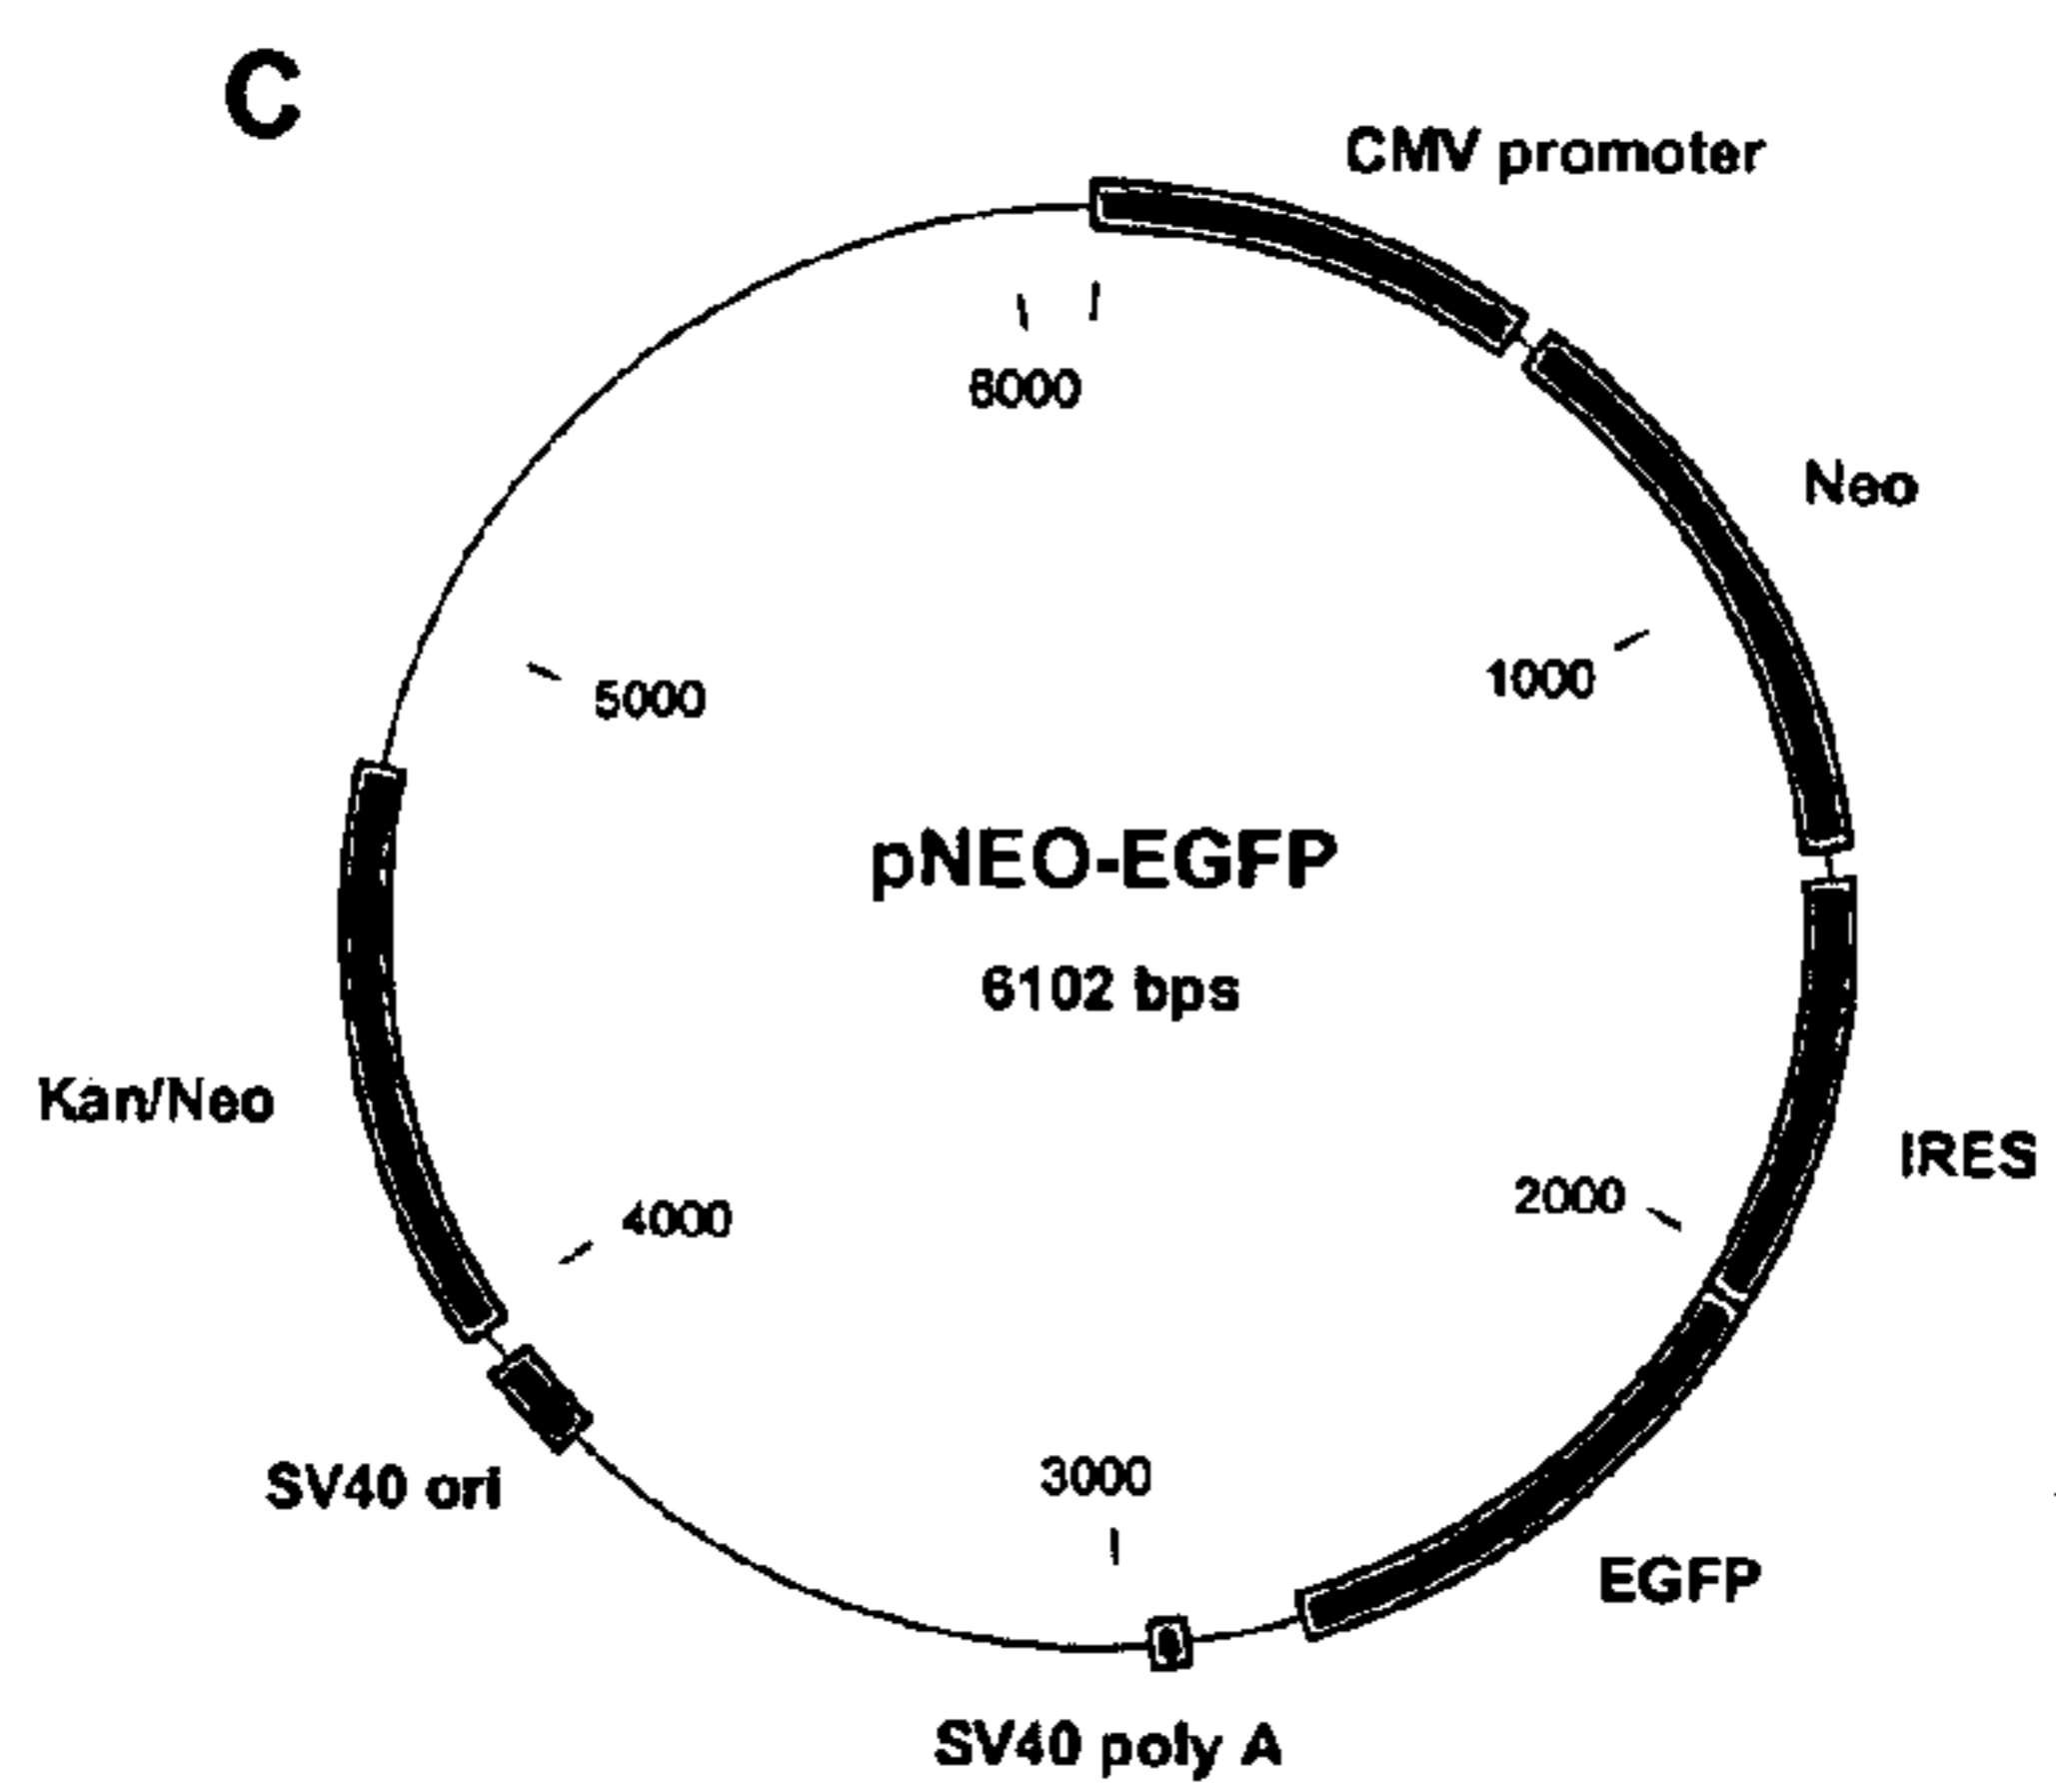 C
CMV promoter
6000
Neo
1000
5000
pNEO-EGFP
6102 bps
Kan/Neo
IRES
2000
4000
3000
SV40 ori
EGFP
SV40 poly A